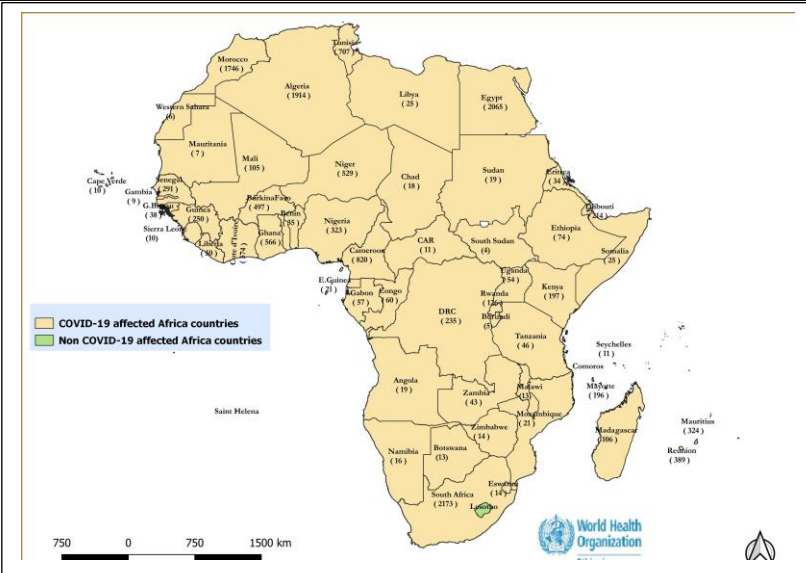 Tunisia
( 707 )
Morocco
( 1746 )
Algeria
( 1914 )
Libya
( 25 )
Egypt
( 2065 )
Western Sahara
(6)
Mauritania
( 7 )
Mali
( 105 )
Niger
( 529 )
Chad
( 18 )
Sudan
( 19 )
Eritrea
( 34 )
Cape Verde
( 10 )
Senegal
( 291 )
Gambia
( 9 )
G.Bissau
( 38 )
Guinea
( 250 )
Sierra Leone
(10)
Liberia
Cote d'Ivoire
( 574 )
BurkinaFaso
( 497 )
Ghana
( 566 )
Benin
( 35 )
Nigeria
( 323 )
Cameroon
( 820 )
CAR
( 11 )
South Sudan
(4)
Ethiopia
( 74 )
Djibouti
( 214 )
Somalia
( 25 )
E.Guinea
( 21 )
Gabon
( 57 )
Congo
( 60 )
DRC
( 235 )
Uganda
( 54 )
Rwanda
( 126 )
Burundi
(5)
Kenya
( 197 )
Tanzania
( 46 )
Seychelles
( 11 )
Comoros
Mayotte
( 196 )
COVID-19 affected Africa countries
Non COVID-19 affected Africa countries
Saint Helena
Angola
( 19 )
Zambia
( 43 )
Malawi
(13)
Mozambique
( 21 )
Zimbabwe
( 14 )
Madagascar
( 106 )
Mauritius
( 324 )
Reunion
( 389 )
Namibia
( 16 )
Botswana
(13)
Eswatini
( 14 )
South Africa
( 2173 )
Lesotho
750 0 750 1500 km
World Health
Organization